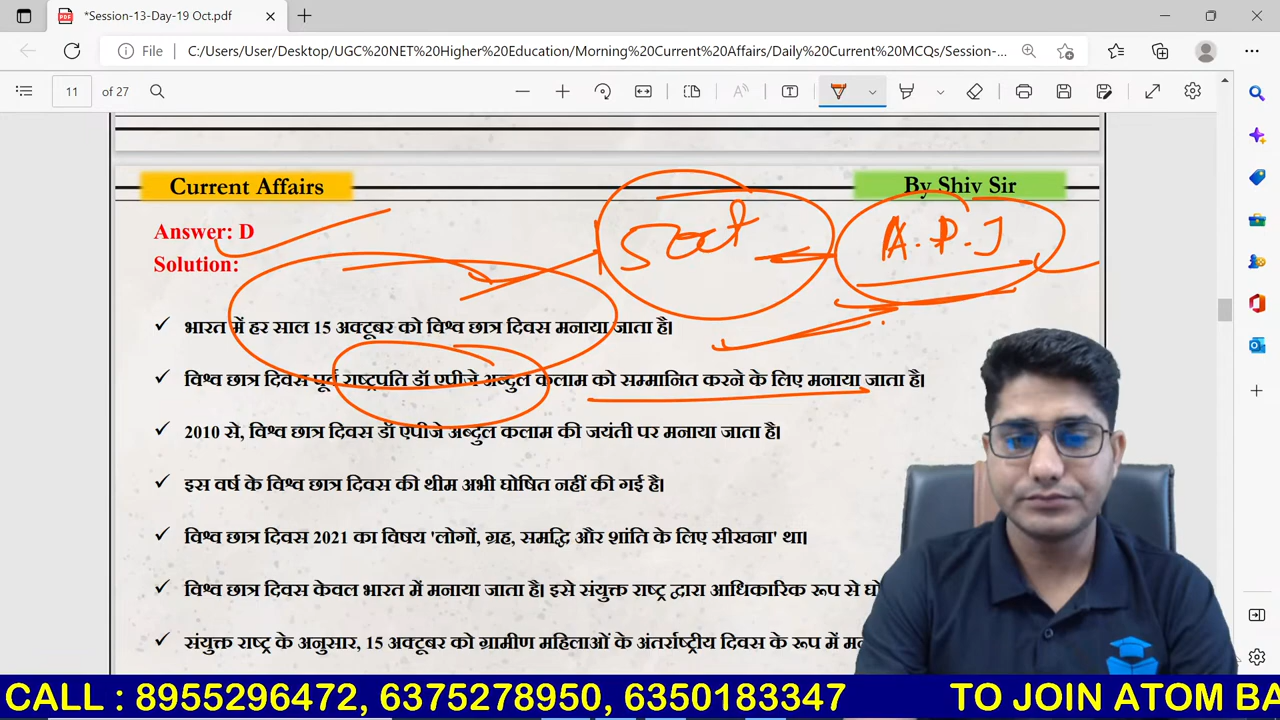 *Session-13-Day-19 Oct.pdf
File C:/Users/User/Desktop/UGC%20NET%20Higher%20Education/Morning%20Current%20Affairs/Daily%20Current%20MCQs/Session-...
11 of 27
Current Affairs
By Shiv Sir
Answer: D
A.P.J
Solution:
भारत में हर साल 15 अक्टूबर को विश्व छात्र दिवस मनाया जाता है।
विश्व छात्र दिवस पूर्व राष्ट्रपति डॉ एपीजे अब्दुल कलाम को सम्मानित करने के लिए मनाया जाता है।
2010 से, विश्व छात्र दिवस डॉ एपीजे अब्दुल कलाम की जयंती पर मनाया जाता है।
इस वर्ष के विश्व छात्र दिवस की थीम अभी घोषित नहीं की गई है।
विश्व छात्र दिवस 2021 का विषय 'लोगों, ग्रह, समद्धि और शांति के लिए सीखना' था।
विश्व छात्र दिवस केवल भारत में मनाया जाता है। इसे संयुक्त राष्ट्र द्वारा आधिकारिक रूप से
संयुक्त राष्ट्र के अनुसार, 15 अक्टूबर को ग्रामीण महिलाओं के अंतर्राष्ट्रीय दिवस के रूप में
CALL : 8955296472, 6375278950, 6350183347 TO JOIN ATOM BA